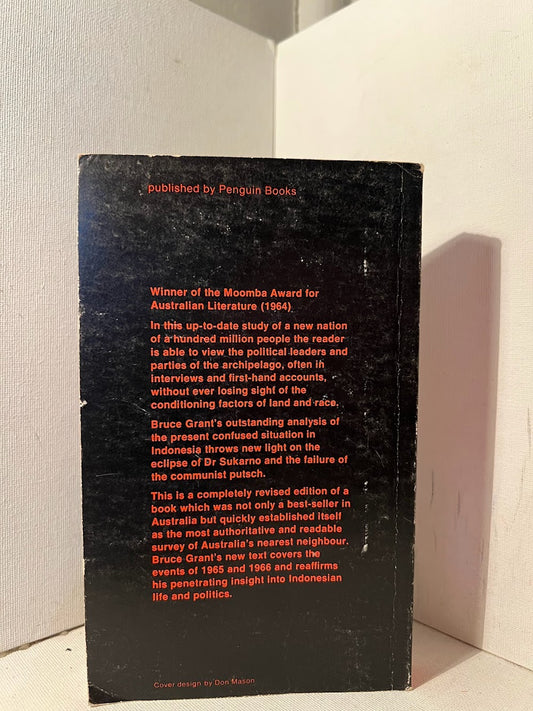 published by Penguin Books
Winner of the Moomba Award for
Australian Literature (1964)
In this up-to-date study of a new nation
of a hundred million people the reader
is able to view the political leaders and
parties of the archipelago, often in
interviews and first-hand accounts,
without ever losing sight of the
conditioning factors of land and race.
Bruce Grant's outstanding analysis of
the present confused situation in
Indonesia throws new light on the
eclipse of Dr Sukarno and the failure of
the communist putsch.
This is a completely revised edition of a
book which was not only a best-seller in
Australia but quickly established itself
as the most authoritative and readable
survey of Australia's nearest neighbour.
Bruce Grant's new text covers the
events of 1965 and 1966 and reaffirms
his penetrating insight into Indonesian
life and politics.
Cover design by Don Mason